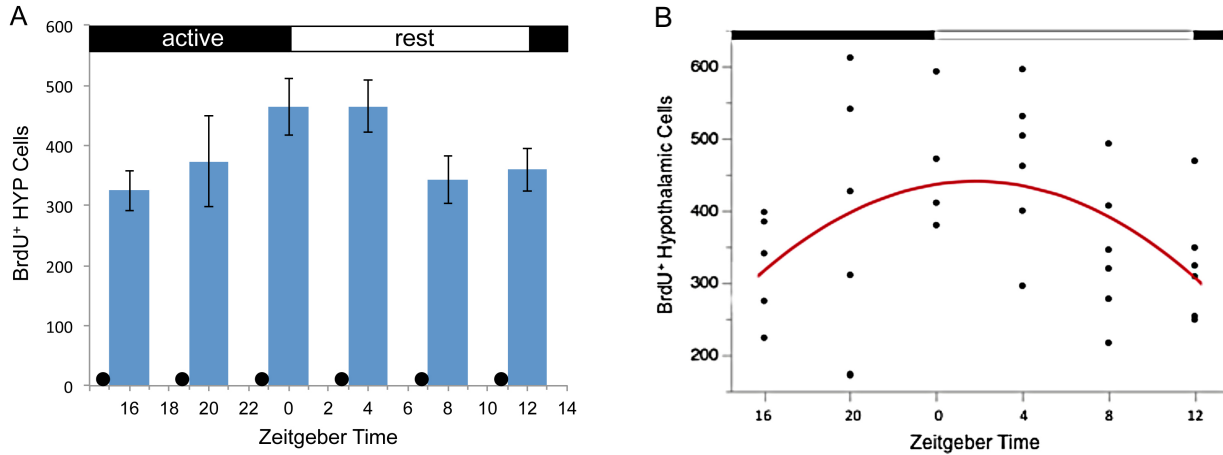 A
600
500
400
300
200
100
0
active
rest
BrdU⁺ HYP Cells
16 18 20 22 0 2 4 6 8 10 12 14
Zeitgeber Time
B
600
500
400
300
200
BrdU⁺ Hypothalamic Cells
16 20 0 4 8 12
Zeitgeber Time